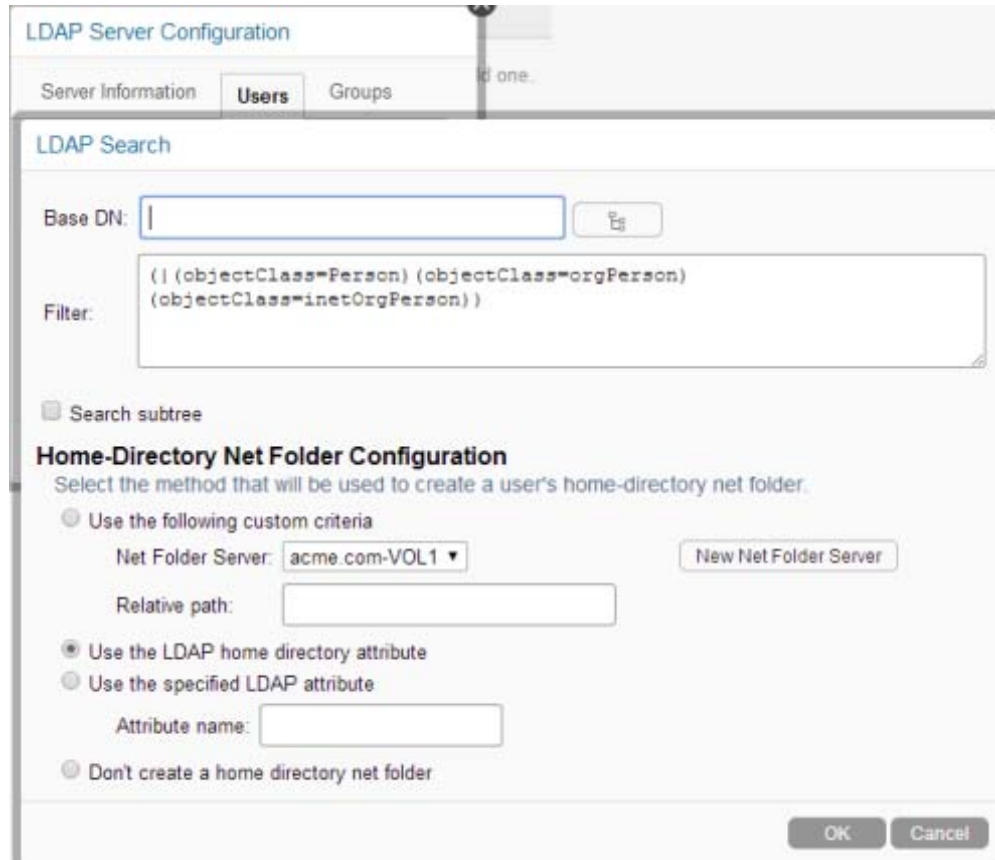 LDAP Server Configuration
ld one.
Server Information Users Groups
LDAP Search
Base DN:
Filter:
(|(objectClass=Person)(objectClass=orgPerson)
(objectClass=inetOrgPerson))
Search subtree
Home-Directory Net Folder Configuration
Select the method that will be used to create a user's home-directory net folder.
Use the following custom criteria
Net Folder Server: acme.com-VOL1 New Net Folder Server
Relative path:
Use the LDAP home directory attribute
Use the specified LDAP attribute
Attribute name:
Don't create a home directory net folder
OK Cancel